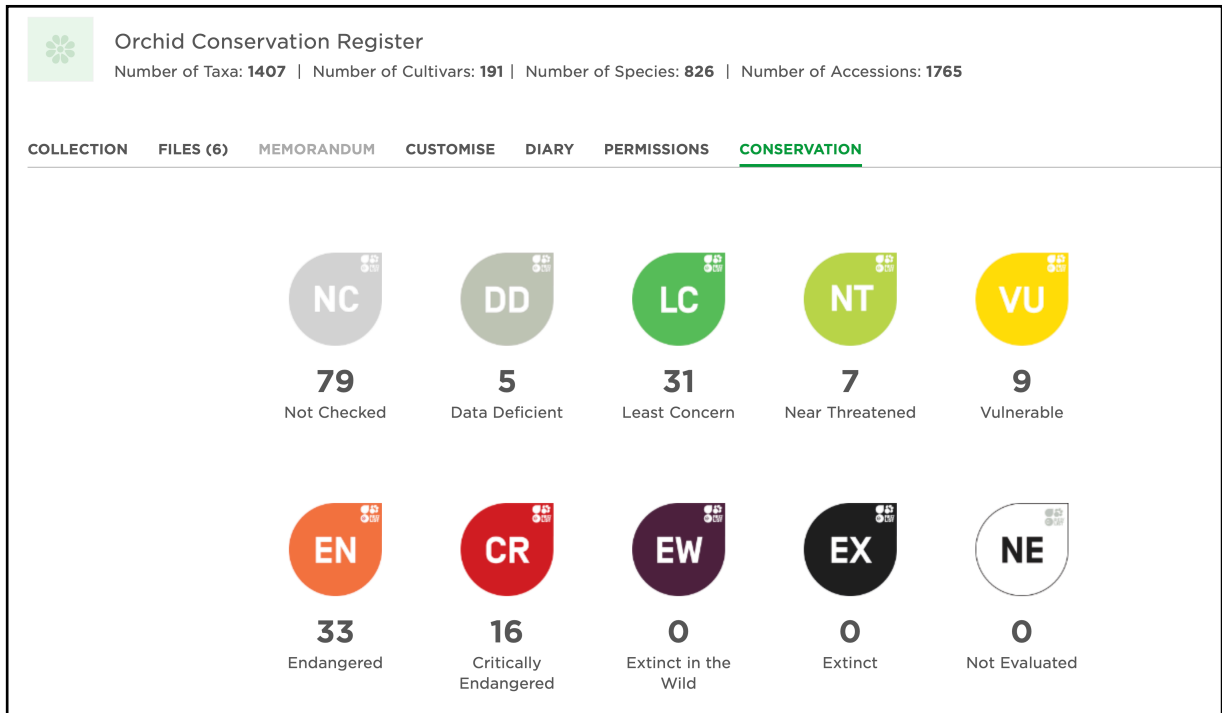 Orchid Conservation Register
Number of Taxa: 1407 | Number of Cultivars: 191 | Number of Species: 826 | Number of Accessions: 1765
COLLECTION FILES (6) MEMORANDUM CUSTOMISE DIARY PERMISSIONS CONSERVATION
NC DD LC NT VU
79 5 31 7 9
Not Checked Data Deficient Least Concern Near Threatened Vulnerable
EN CR EW EX NE
33 16 0 0 0
Endangered Critically Extinct in the Extinct Not Evaluated
Endangered Wild